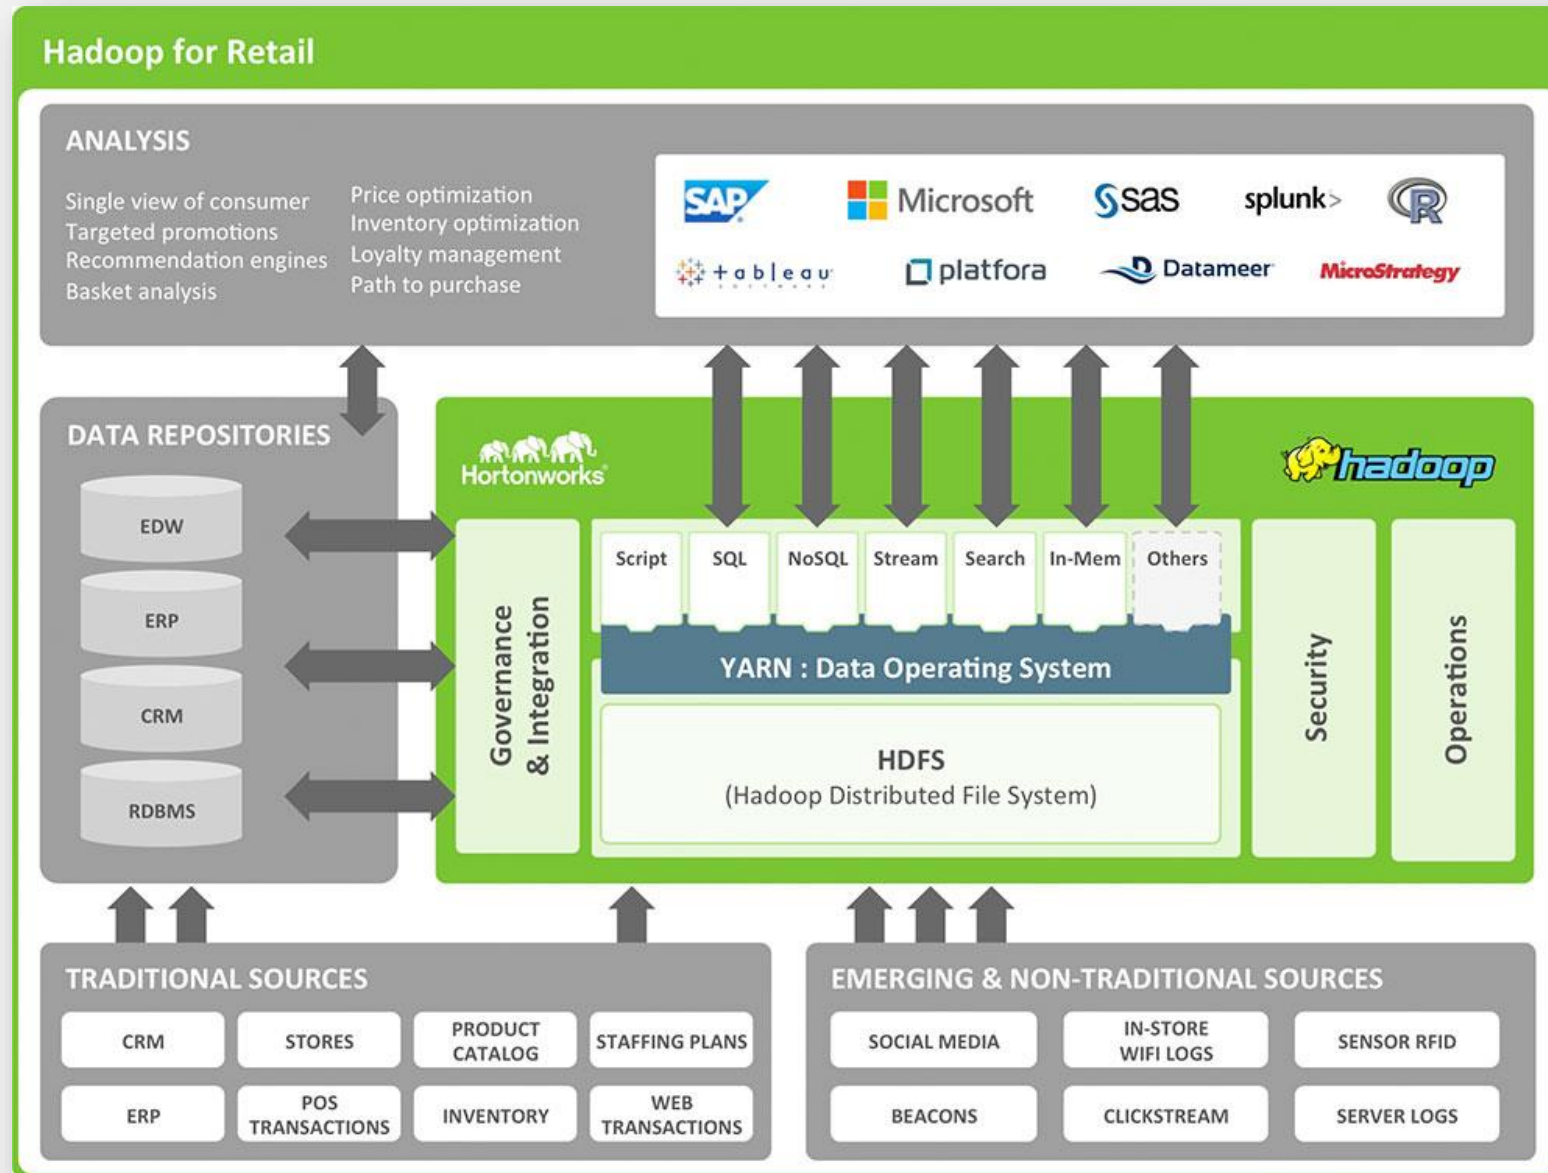 Hadoop for Retail
ANALYSIS
Single view of consumer
Targeted promotions
Recommendation engines
Basket analysis
Price optimization
Inventory optimization
Loyalty management
Path to purchase
SAP
Microsoft
sas
splunk>
R
+ableau
SOFTWARE
platfora
Datameer
MicroStrategy
DATA REPOSITORIES
EDW
ERP
CRM
RDBMS
Hortonworks
hadoop
Governance
& Integration
Script
SQL
NoSQL
Stream
Search
In-Mem
Others
YARN : Data Operating System
HDFS
(Hadoop Distributed File System)
Security
Operations
TRADITIONAL SOURCES
CRM
STORES
PRODUCT
CATALOG
STAFFING PLANS
ERP
POS
TRANSACTIONS
INVENTORY
WEB
TRANSACTIONS
EMERGING & NON-TRADITIONAL SOURCES
SOCIAL MEDIA
IN-STORE
WIFI LOGS
SENSOR RFID
BEACONS
CLICKSTREAM
SERVER LOGS